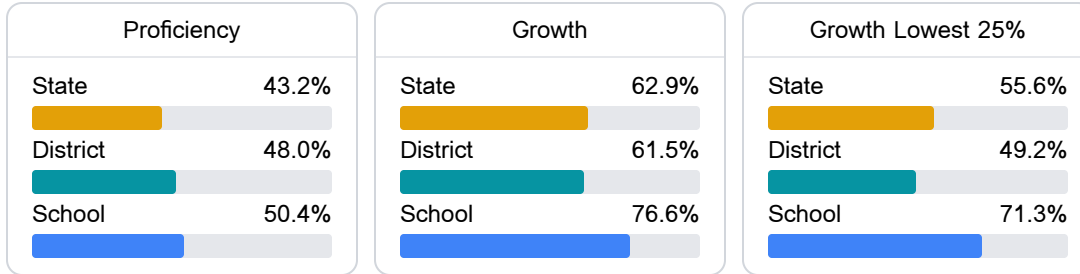 Proficiency
State 43.2%
District 48.0%
School 50.4%
Growth
State 62.9%
District 61.5%
School 76.6%
Growth Lowest 25%
State 55.6%
District 49.2%
School 71.3%